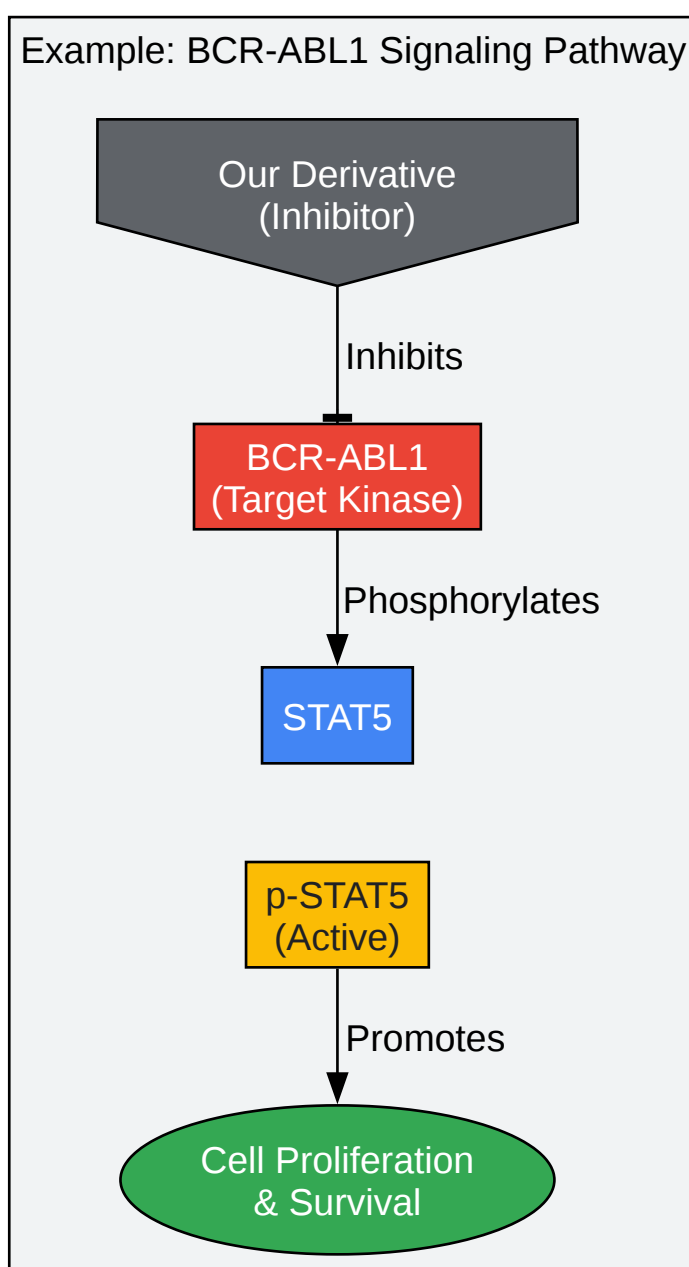 Example: BCR-ABL1 Signaling Pathway
Our Derivative
(Inhibitor)
Inhibits
BCR-ABL1
(Target Kinase)
Phosphorylates
STAT5
p-STAT5
(Active)
Promotes
Cell Proliferation
& Survival